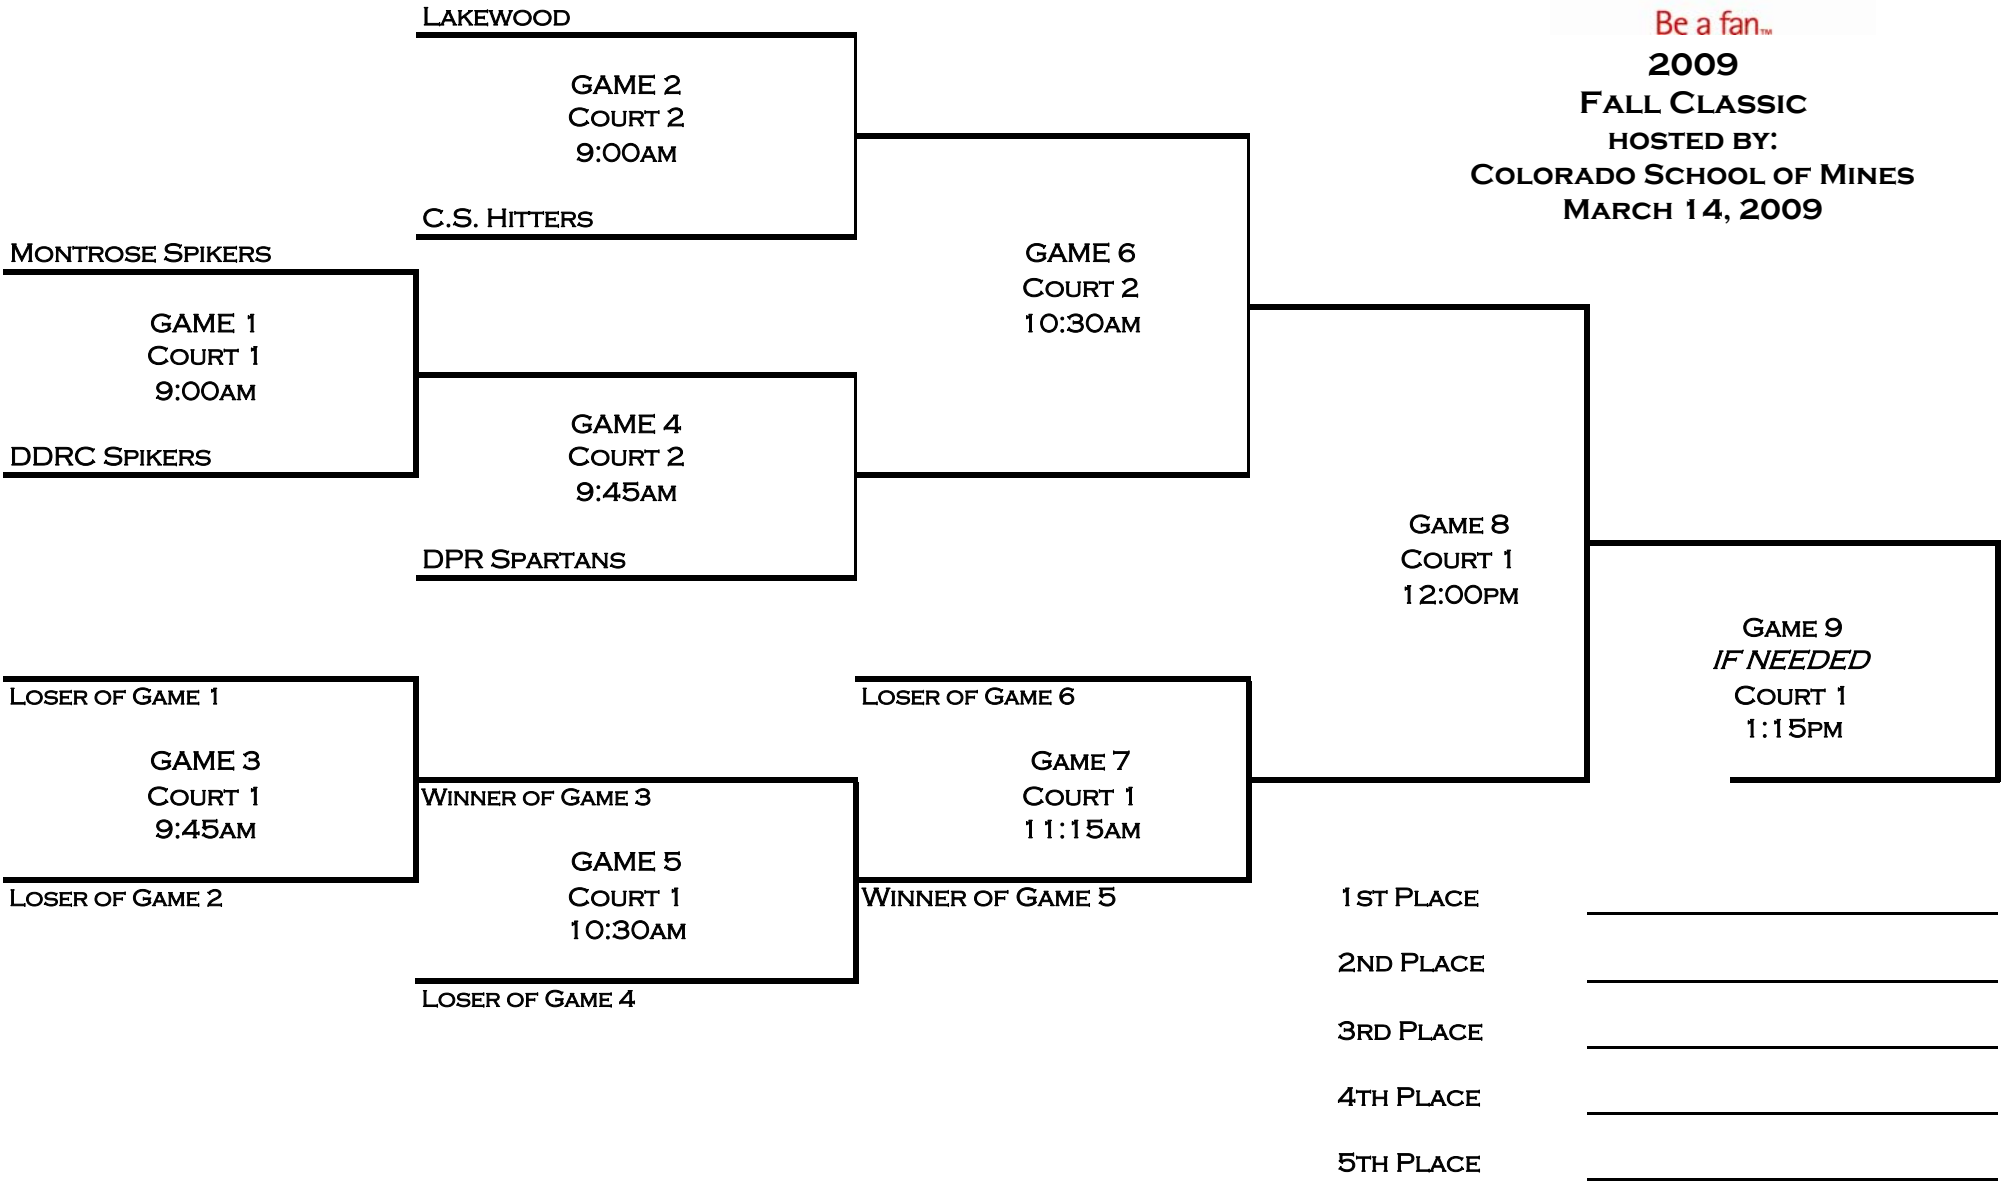 Be a fan™
2009
Fall Classic
hosted by:
Colorado School of Mines
March 14, 2009
Lakewood
GAME 2
Court 2
9:00am
C.S. Hitters
Montrose Spikers
GAME 1
Court 1
9:00am
DDRC Spikers
GAME 6
Court 2
10:30am
GAME 4
Court 2
9:45am
DPR Spartans
Game 8
Court 1
12:00pm
Game 9
IF NEEDED
Court 1
1:15pm
Loser of Game 1
GAME 3
Court 1
9:45am
Loser of Game 2
Winner of Game 3
GAME 5
Court 1
10:30am
Loser of Game 4
Loser of Game 6
Game 7
Court 1
11:15am
Winner of Game 5
1st Place
2nd Place
3rd Place
4th Place
5th Place